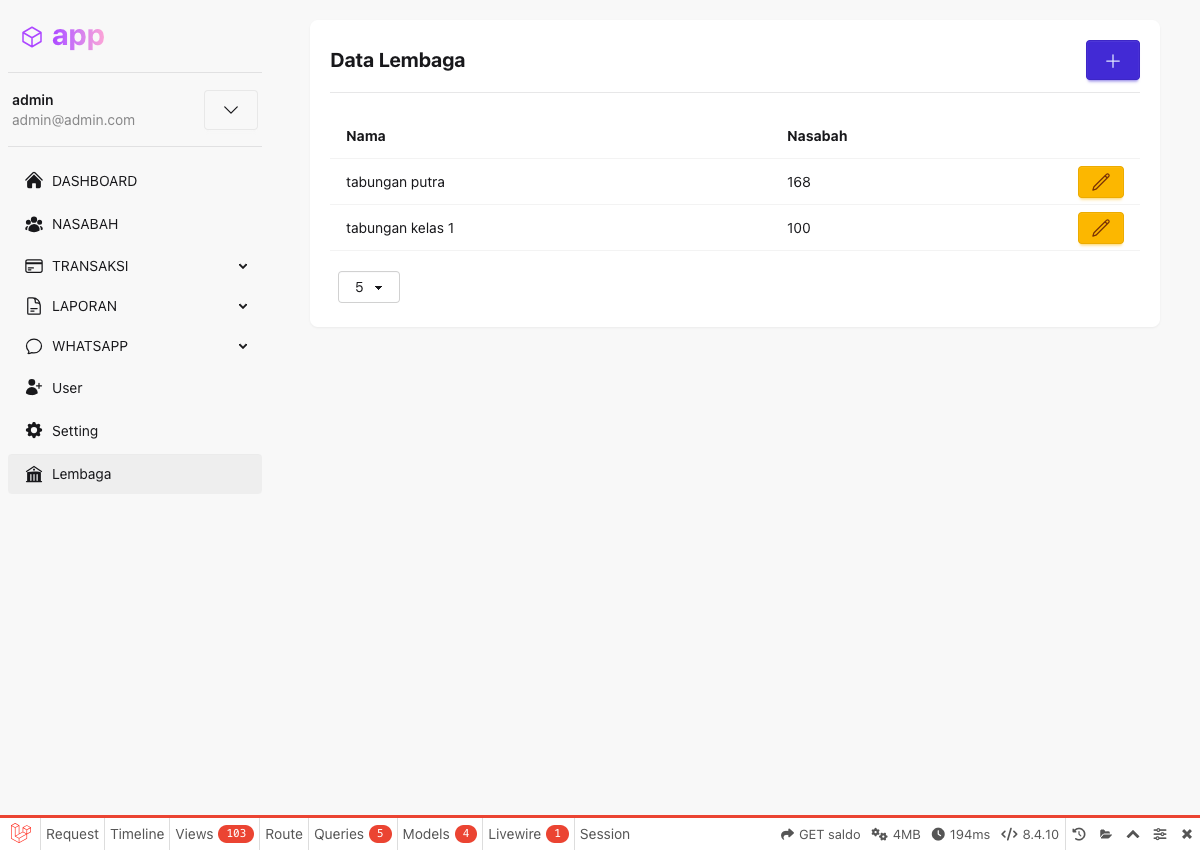 app
admin
admin@admin.com
DASHBOARD
NASABAH
TRANSAKSI
LAPORAN
WHATSAPP
User
Setting
Lembaga
Data Lembaga
Nama Nasabah
tabungan putra 168
tabungan kelas 1 100
5
Request Timeline Views 103 Route Queries 5 Models 4 Livewire 1 Session GET saldo 4MB 194ms 8.4.10